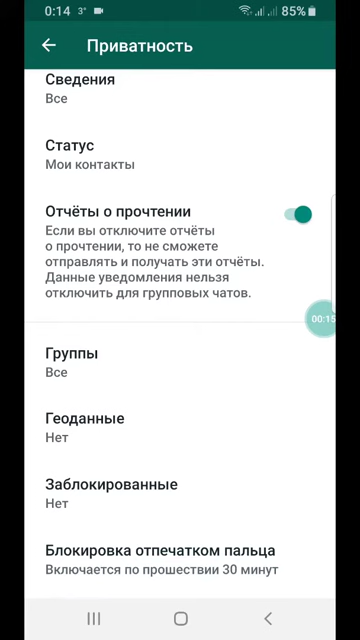 0:14 3° 85%
Приватность
Сведения
Все
Статус
Мои контакты
Отчёты о прочтении
Если вы отключите отчёты
о прочтении, то не сможете
отправлять и получать эти отчёты.
Данные уведомления нельзя
отключить для групповых чатов.
00:15
Группы
Все
Геоданные
Нет
Заблокированные
Нет
Блокировка отпечатком пальца
Включается по прошествии 30 минут